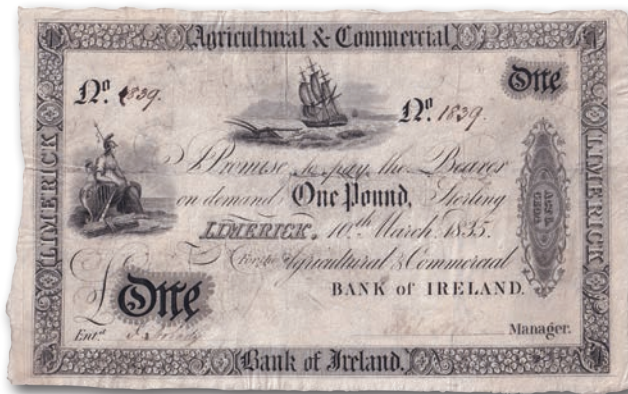 Agricultural & Commercial
One
No. 1839.
No. 1839.
LIMERICK
LIMERICK
I Promise to pay the Bearer
on demand One Pound, Sterling
LIMERICK, 10th March 1835.
For the Agricultural & Commercial
BANK of IRELAND.
£ One
Entd.
Manager.
Bank of Ireland.